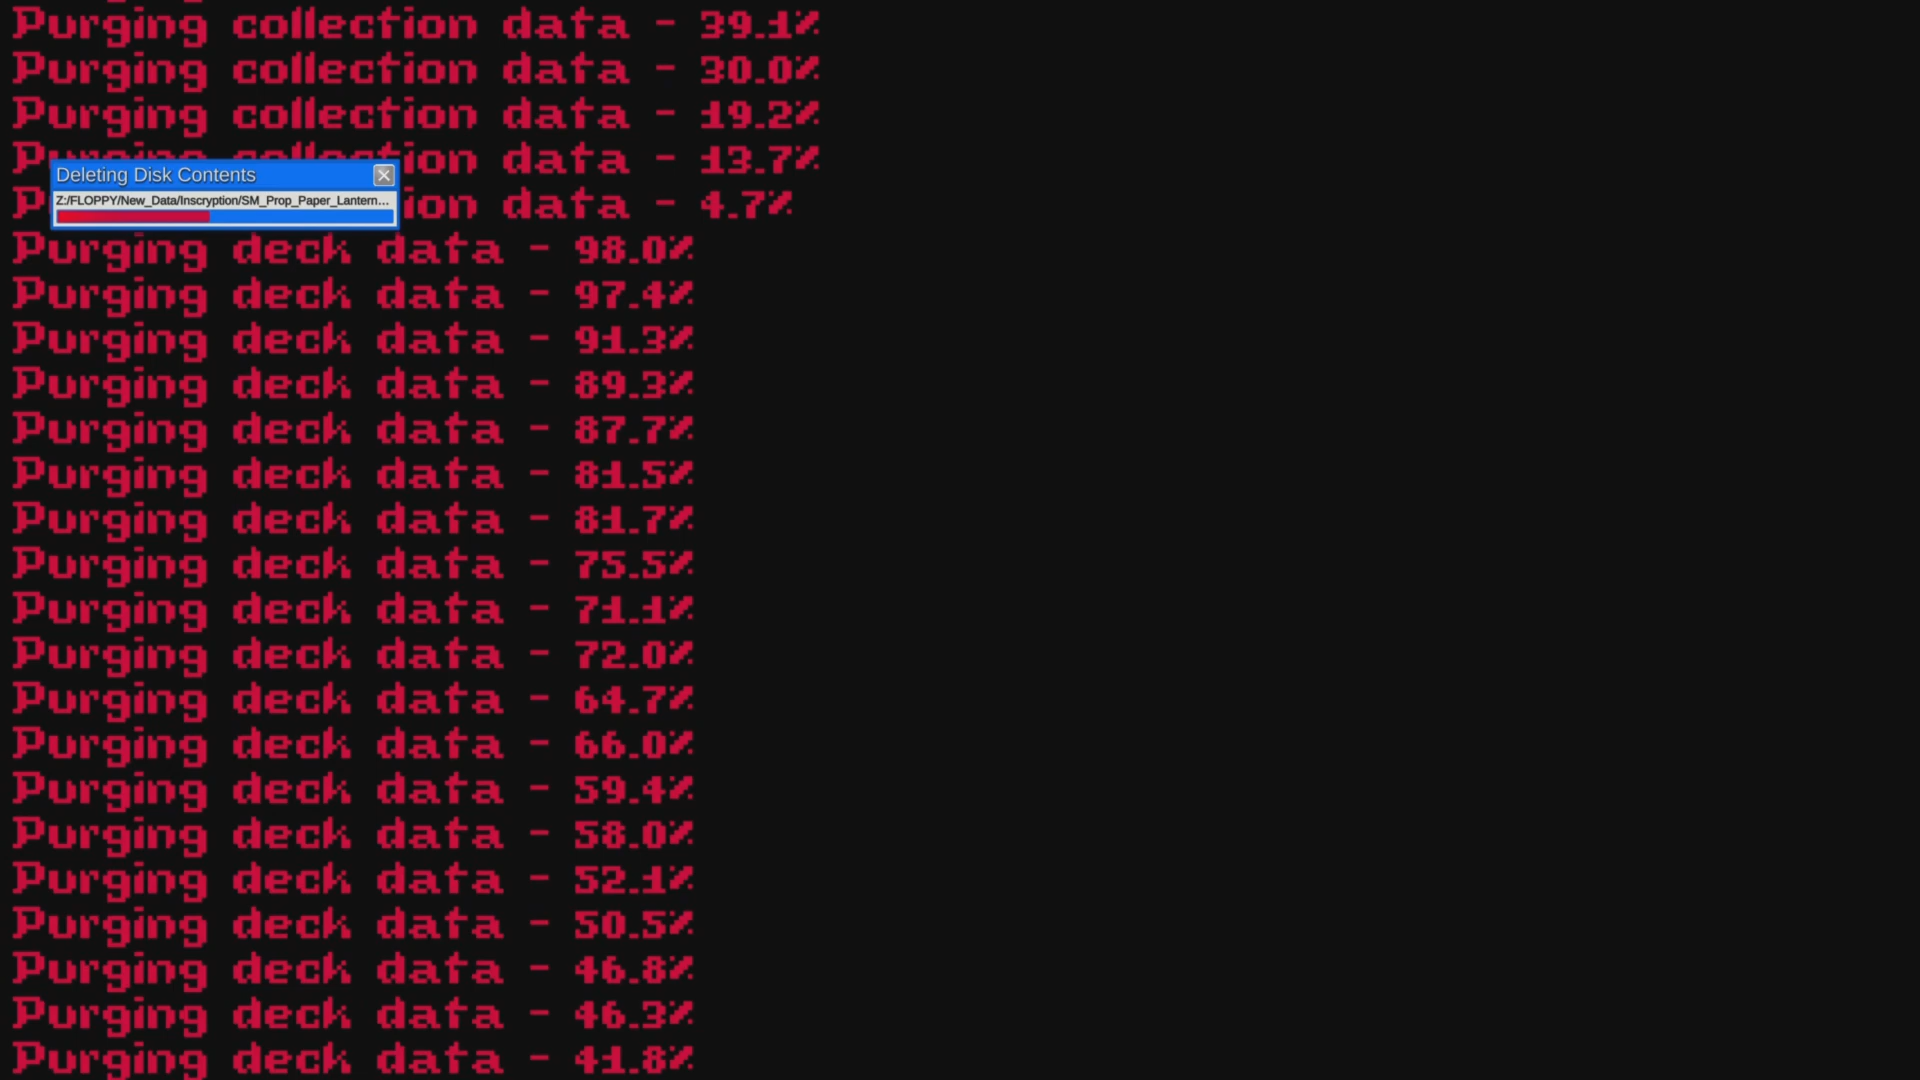 Purging collection data - 39.1%
Purging collection data - 30.0%
Purging collection data - 19.2%
Purging collection data - 13.7%
Deleting Disk Contents
Z:/FLOPPY/New_Data/Inscryption/SM_Prop_Paper_Lantern...
ion data - 4.7%
Purging deck data - 98.0%
Purging deck data - 97.4%
Purging deck data - 91.3%
Purging deck data - 89.3%
Purging deck data - 87.7%
Purging deck data - 81.5%
Purging deck data - 81.7%
Purging deck data - 75.5%
Purging deck data - 71.1%
Purging deck data - 72.0%
Purging deck data - 64.7%
Purging deck data - 66.0%
Purging deck data - 59.4%
Purging deck data - 58.0%
Purging deck data - 52.1%
Purging deck data - 50.5%
Purging deck data - 46.8%
Purging deck data - 46.3%
Purging deck data - 41.8%